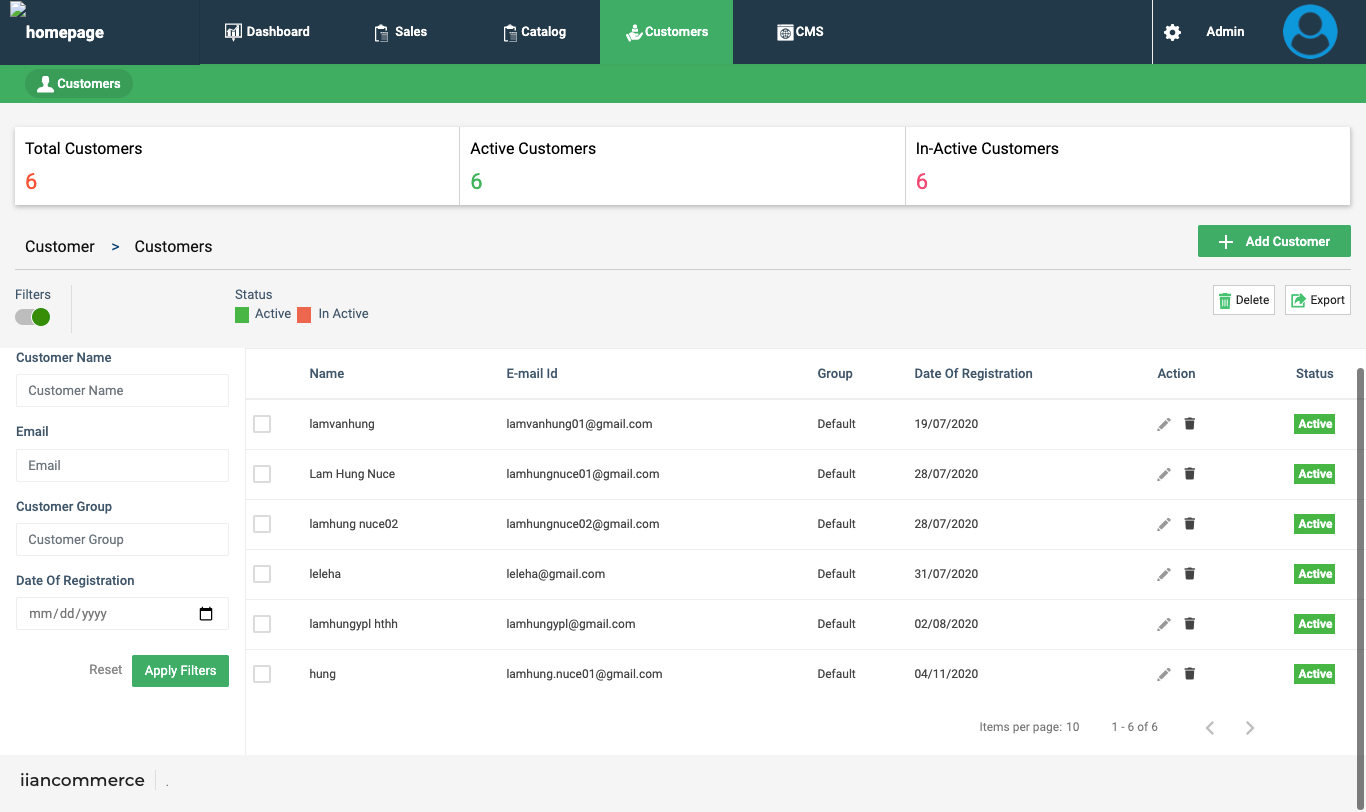 homepage
Dashboard
Sales
Catalog
Customers
CMS
Admin
Customers
Total Customers
6
Active Customers
6
In-Active Customers
6
Customer > Customers
Add Customer
Filters
Status
Active
In Active
Delete
Export
Customer Name
Customer Name
Email
Email
Customer Group
Customer Group
Date Of Registration
mm/dd/yyyy
Reset
Apply Filters
Name E-mail Id Group Date Of Registration Action Status
lamvanhung lamvanhung01@gmail.com Default 19/07/2020 Active
Lam Hung Nuce lamhungnuce01@gmail.com Default 28/07/2020 Active
lamhung nuce02 lamhungnuce02@gmail.com Default 28/07/2020 Active
leleha leleha@gmail.com Default 31/07/2020 Active
lamhungypl hthh lamhungypl@gmail.com Default 02/08/2020 Active
hung lamhung.nuce01@gmail.com Default 04/11/2020 Active
Items per page: 10 1 - 6 of 6
iiancommerce .